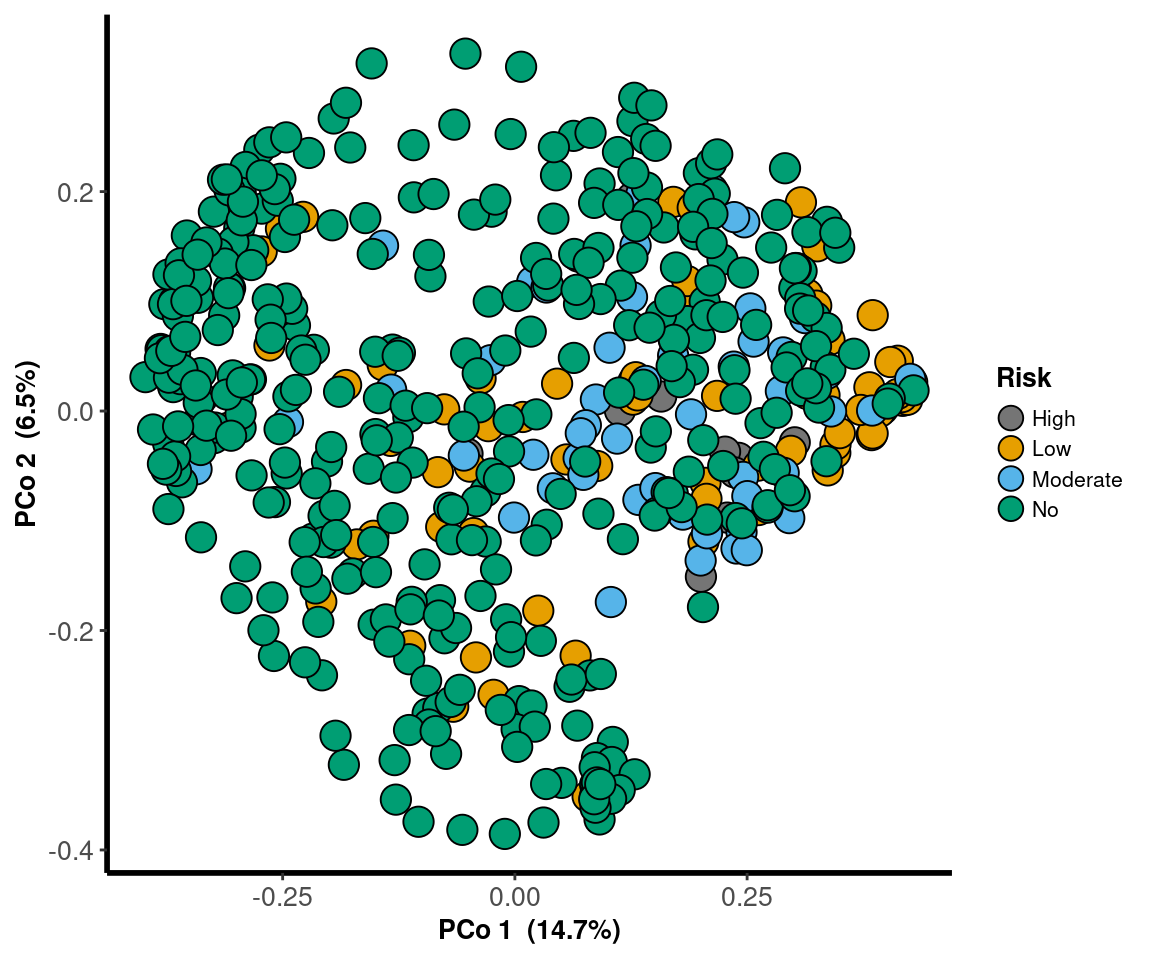 0.2
0.0
-0.2
-0.4
PCo 2 (6.5%)
-0.25
0.00
0.25
PCo 1 (14.7%)
Risk
High
Low
Moderate
No